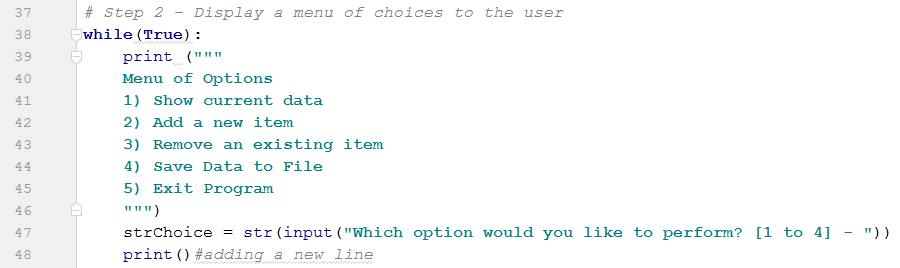 37 # Step 2 - Display a menu of choices to the user
38 while(True):
39 print ("""
40 Menu of Options
41 1) Show current data
42 2) Add a new item
43 3) Remove an existing item
44 4) Save Data to File
45 5) Exit Program
46 """)
47 strChoice = str(input("Which option would you like to perform? [1 to 4] - "))
48 print()#adding a new line